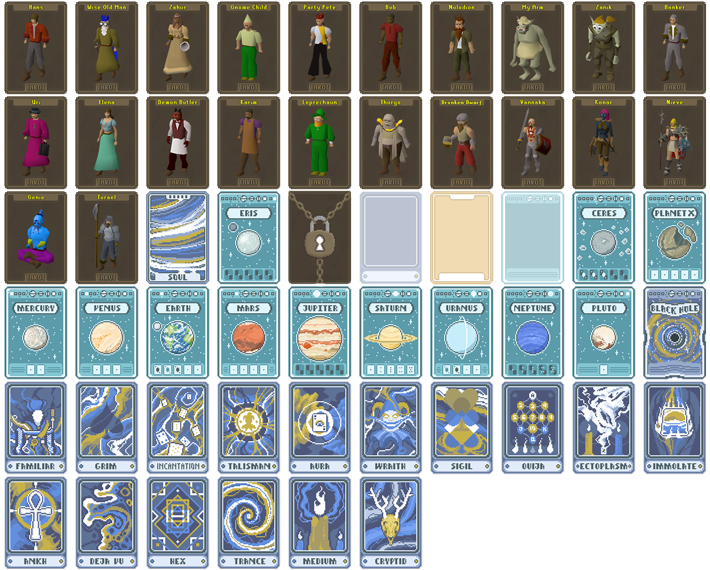 Hans
Wise Old Man
Zahur
Gnome Child
Party Pete
Bob
Nulodion
My Arm
Zanik
Banker
Uri
Elena
Demon Butler
Karim
Leprechaun
Thurgo
Drunken Dwarf
Vannaka
Konar
Nieve
Genie
Turael
SOUL
ERIS
CERES
PLANET X
MERCURY
VENUS
EARTH
MARS
JUPITER
SATURN
URANUS
NEPTUNE
PLUTO
BLACK HOLE
FAMILIAR
GRIM
INCANTATION
TALISMAN
AURA
WRAITH
SIGIL
OUIJA
ECTOPLASM
IMMOLATE
ANKH
DEJA VU
HEX
TRANCE
MEDIUM
CRYPTID